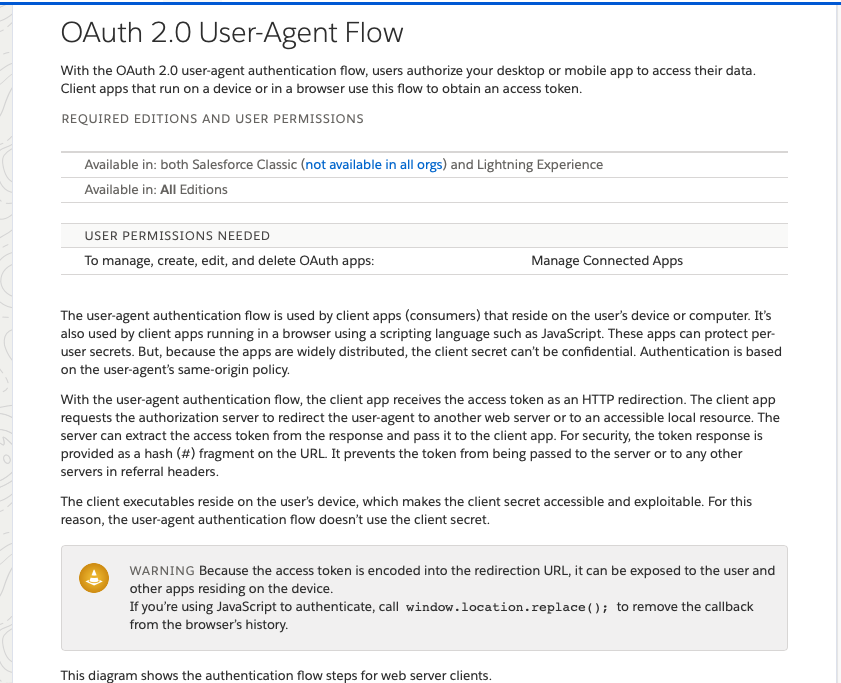 OAuth 2.0 User-Agent Flow
With the OAuth 2.0 user-agent authentication flow, users authorize your desktop or mobile app to access their data.
Client apps that run on a device or in a browser use this flow to obtain an access token.
REQUIRED EDITIONS AND USER PERMISSIONS
Available in: both Salesforce Classic (not available in all orgs) and Lightning Experience
Available in: All Editions
USER PERMISSIONS NEEDED
To manage, create, edit, and delete OAuth apps: Manage Connected Apps
The user-agent authentication flow is used by client apps (consumers) that reside on the user's device or computer. It's
also used by client apps running in a browser using a scripting language such as JavaScript. These apps can protect per-
user secrets. But, because the apps are widely distributed, the client secret can't be confidential. Authentication is based
on the user-agent's same-origin policy.
With the user-agent authentication flow, the client app receives the access token as an HTTP redirection. The client app
requests the authorization server to redirect the user-agent to another web server or to an accessible local resource. The
server can extract the access token from the response and pass it to the client app. For security, the token response is
provided as a hash (#) fragment on the URL. It prevents the token from being passed to the server or to any other
servers in referral headers.
The client executables reside on the user's device, which makes the client secret accessible and exploitable. For this
reason, the user-agent authentication flow doesn't use the client secret.
WARNING Because the access token is encoded into the redirection URL, it can be exposed to the user and
other apps residing on the device.
If you're using JavaScript to authenticate, call window.location.replace(); to remove the callback
from the browser's history.
This diagram shows the authentication flow steps for web server clients.